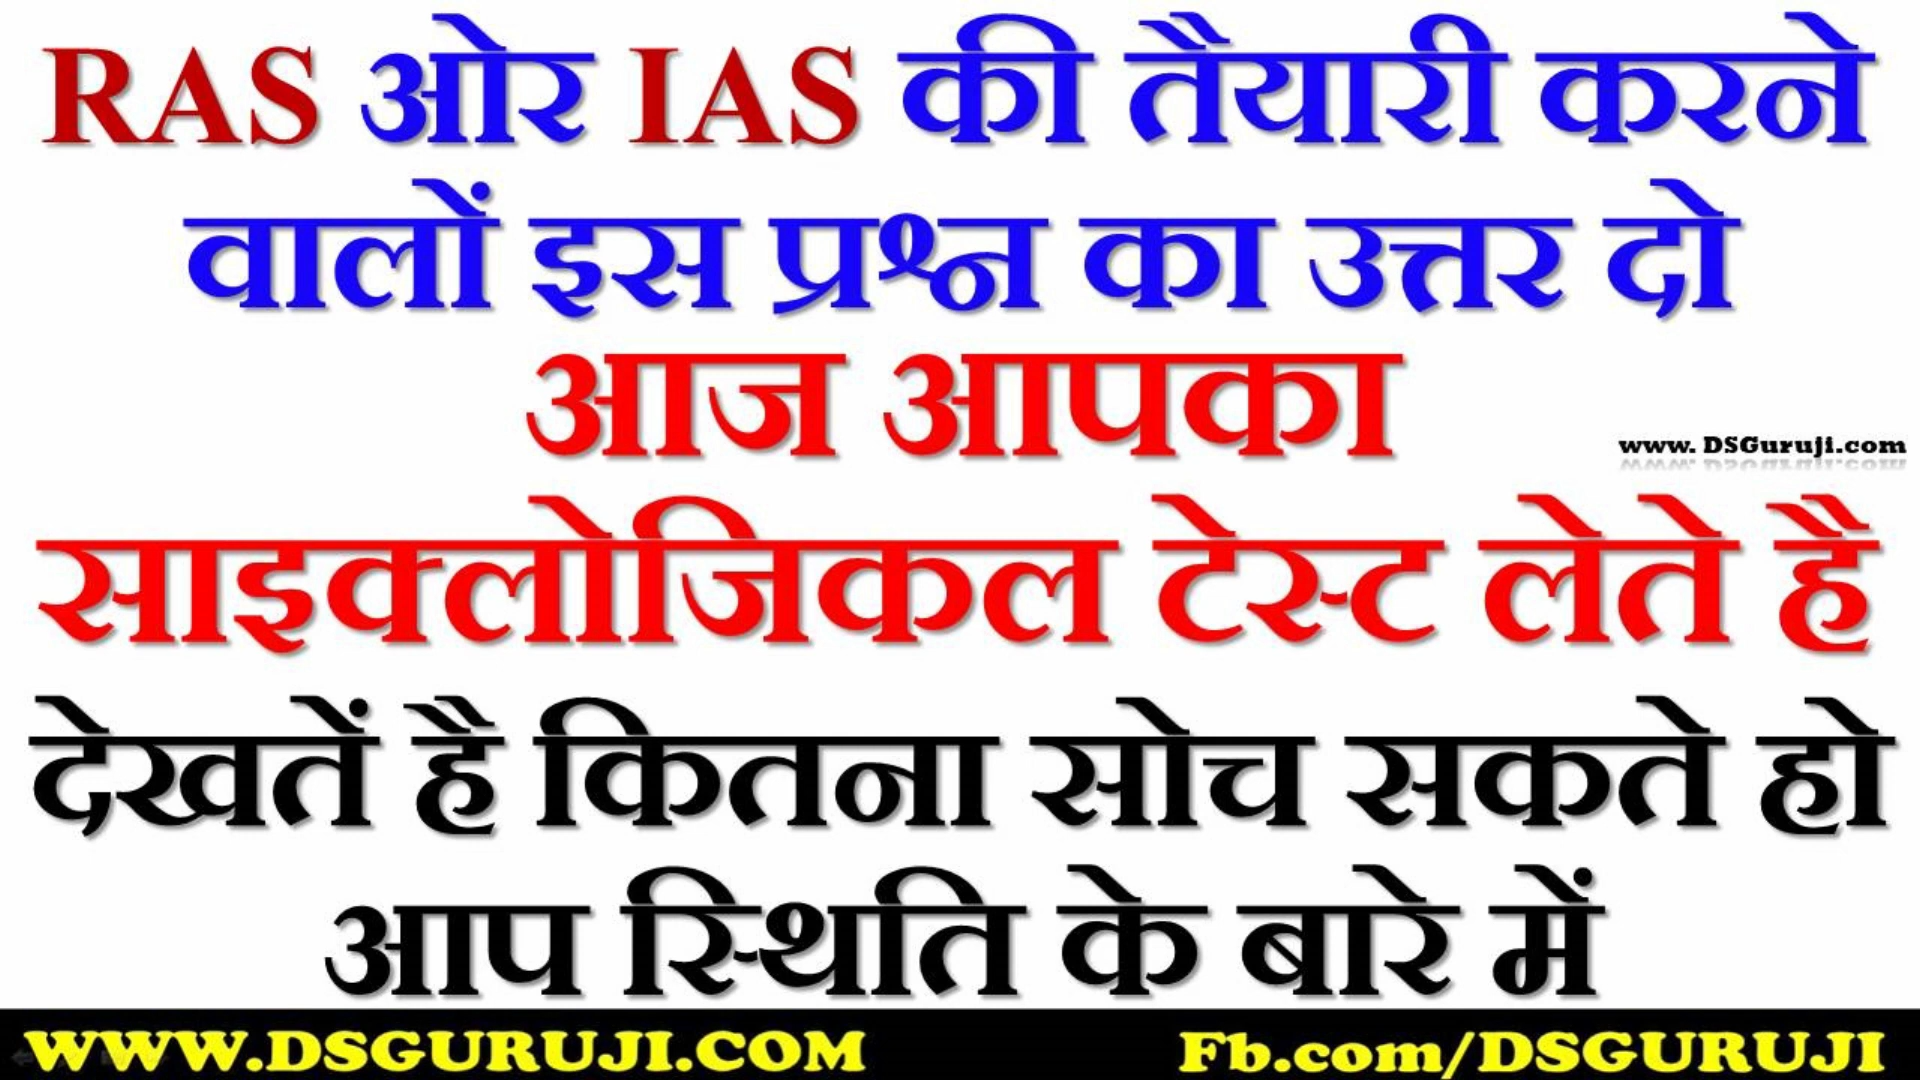 RAS ओर IAS की तैयारी करने
वालों इस प्रश्न का उत्तर दो
आज आपका
www. DSGuruji.com
साइक्लोजिकल टेस्ट लेते है
देखतें है कितना सोच सकते हो
आप स्थिति के बारे में
WWW.DSGURUJI.COM
Fb.com/DSGURUJI